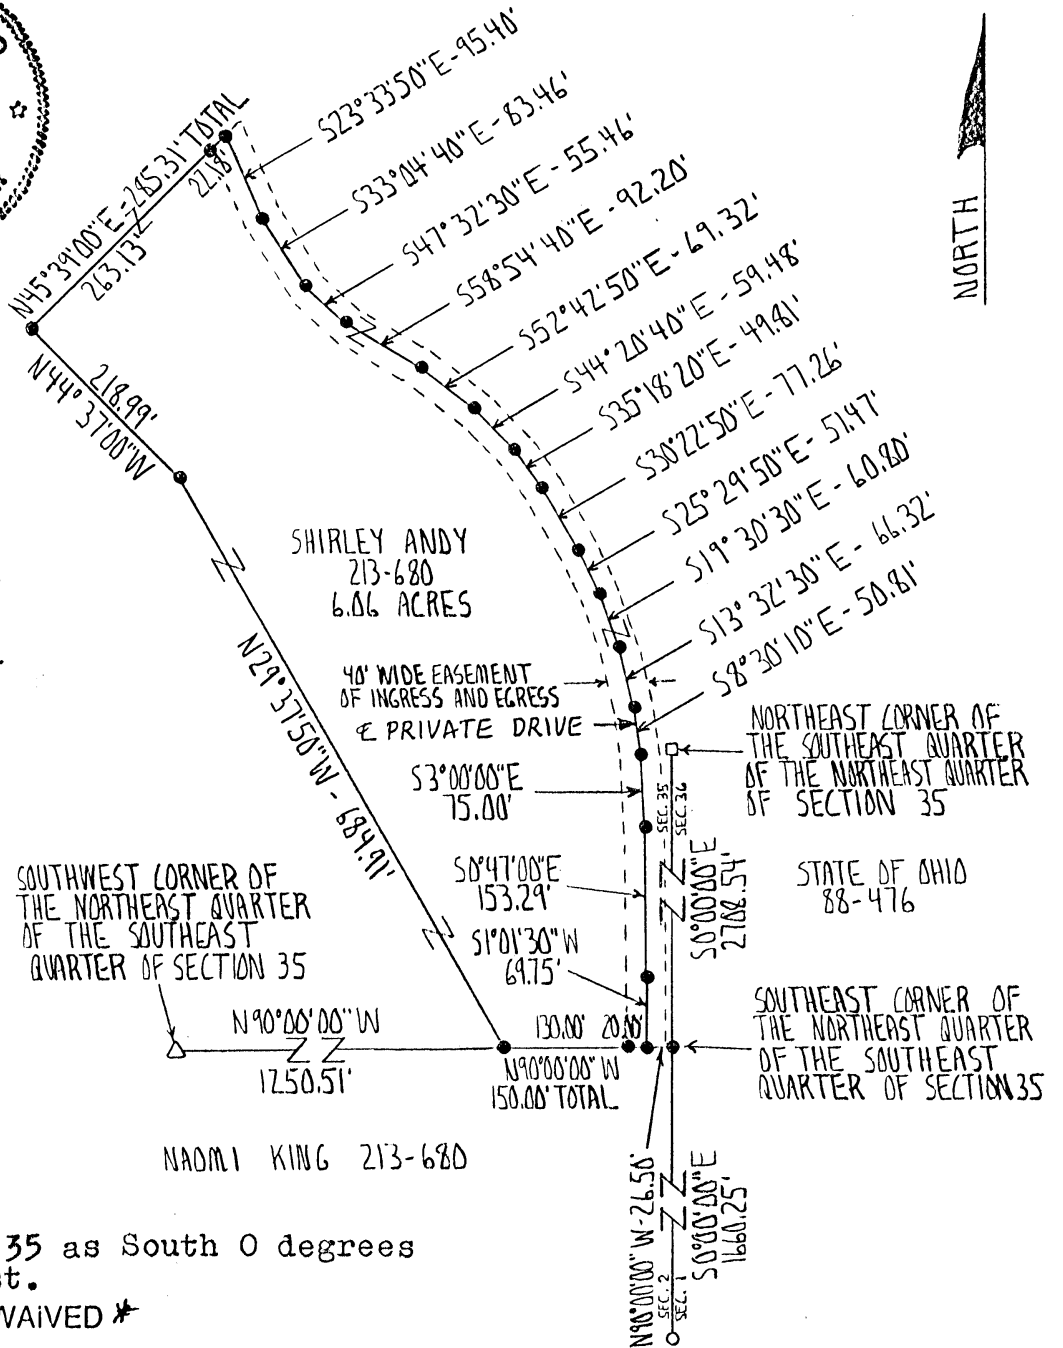 S23°33'50"E-95.40'
S33°04'40"E-83.46'
S47°32'30"E-55.46'
S58°54'40"E-92.20'
S52°42'50"E-69.32'
S44°20'40"E-59.48'
S35°18'20"E-49.81'
S30°22'50"E-77.26'
S25°29'50"E-51.47'
S19°30'30"E-60.80'
S13°32'30"E-66.32'
S8°30'10"E-50.81'
NORTH
N45°39'00"E-285.31' TOTAL
22.18'
263.13'
218.99'
N44°37'00"W
SHIRLEY ANDY
213-680
6.06 ACRES
N29°37'50"W-684.91'
40' WIDE EASEMENT
OF INGRESS AND EGRESS
℄ PRIVATE DRIVE
S3°00'00"E
75.00'
NORTHEAST CORNER OF
THE SOUTHEAST QUARTER
OF THE NORTHEAST QUARTER
OF SECTION 35
SEC. 35
SEC. 36
S0°00'00"E
2708.54'
STATE OF OHIO
88-476
S0°47'00"E
153.29'
S1°01'30"W
69.75'
SOUTHWEST CORNER OF
THE NORTHEAST QUARTER
OF THE SOUTHEAST
QUARTER OF SECTION 35
N90°00'00"W
1250.51'
130.00' 20.00'
N90°00'00"W
150.00' TOTAL
SOUTHEAST CORNER OF
THE NORTHEAST QUARTER
OF THE SOUTHEAST
QUARTER OF SECTION 35
NAOMI KING 213-680
N90°00'00"W-26.50'
SEC. 2
SEC. 1
S0°00'00"E
1660.25'
35 as South 0 degrees
st.
WAIVED *